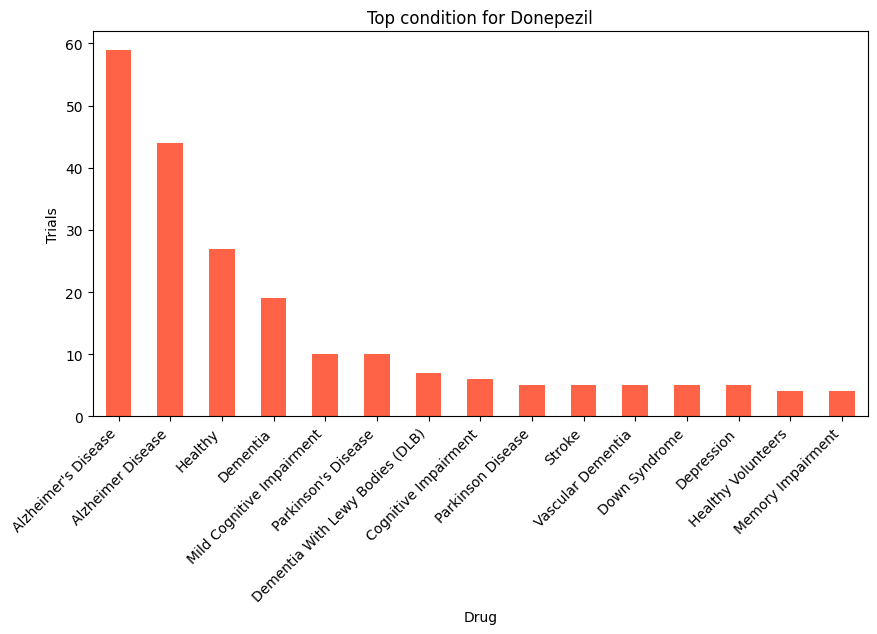 Top condition for Donepezil
Trials
60
50
40
30
20
10
0
Alzheimer's Disease
Alzheimer Disease
Healthy
Dementia
Mild Cognitive Impairment
Parkinson's Disease
Dementia With Lewy Bodies (DLB)
Cognitive Impairment
Parkinson Disease
Stroke
Vascular Dementia
Down Syndrome
Depression
Healthy Volunteers
Memory Impairment
Drug